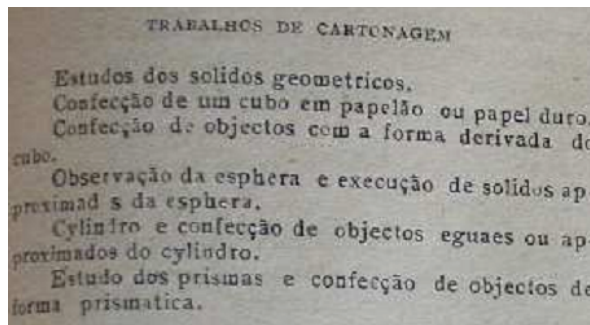 TRABALHOS DE CARTONAGEM
Estudos dos solidos geometricos.
Confecção de um cubo em papelão ou papel duro.
Confecção de objectos com a forma derivada do
cubo.
Observação da esphera e execução de solidos ap-
proximad s da esphera.
Cylindro e confecção de objectos eguaes ou ap-
proximados do cylindro.
Estudo dos prismas e confecção de objectos de
forma prismatica.